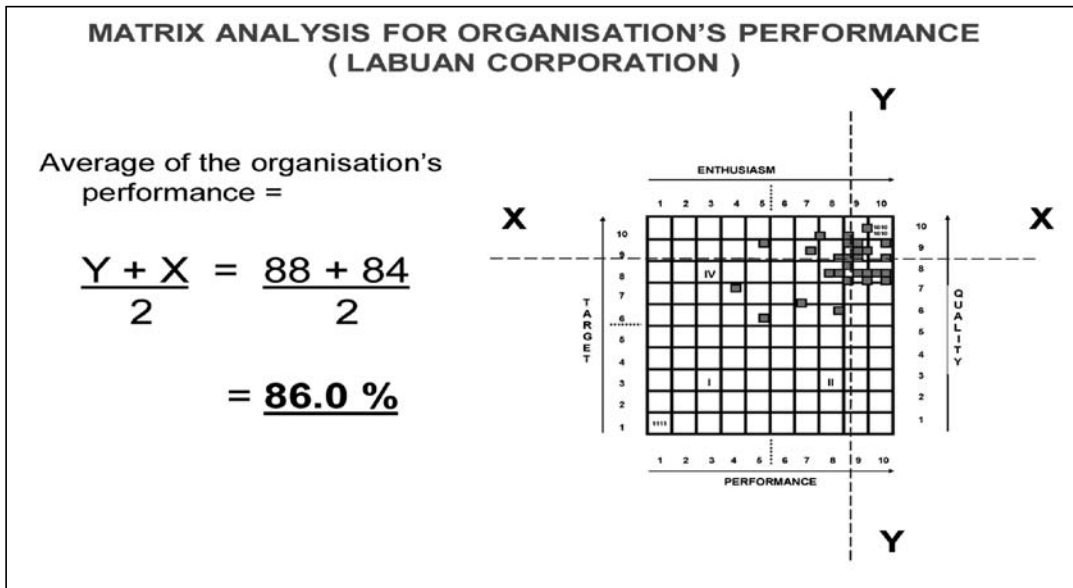 MATRIX ANALYSIS FOR ORGANISATION'S PERFORMANCE
( LABUAN CORPORATION )
Average of the organisation's
performance =
Y + X = 88 + 84
2 2
= 86.0 %
Y
ENTHUSIASM
1 2 3 4 5 6 7 8 9 10
X X
TARGET
10
9
8
7
6
5
4
3
2
1
IV
I II
1111
10
9
8
7
6
5
4
3
2
1
QUALITY
1 2 3 4 5 6 7 8 9 10
PERFORMANCE
Y